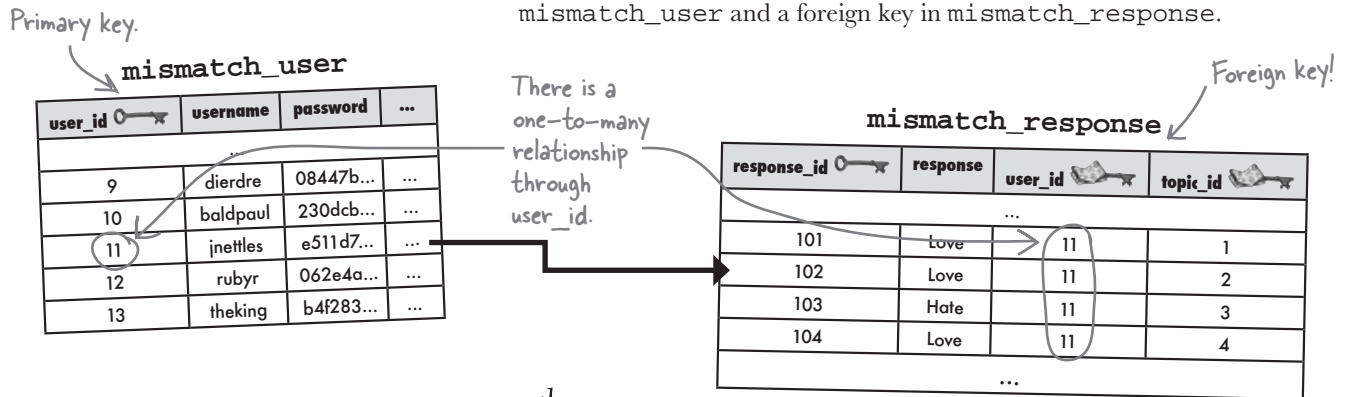 mismatch_user and a foreign key in mismatch_response.
Primary key.
mismatch_user
user_id username password ...
...
9 dierdre 08447b... ...
10 baldpaul 230dcb... ...
11 jnettles e511d7... ...
12 rubyr 062e4a... ...
13 theking b4f283... ...
There is a
one-to-many
relationship
through
user_id.
Foreign key!
mismatch_response
response_id response user_id topic_id
...
101 Love 11 1
102 Love 11 2
103 Hate 11 3
104 Love 11 4
...